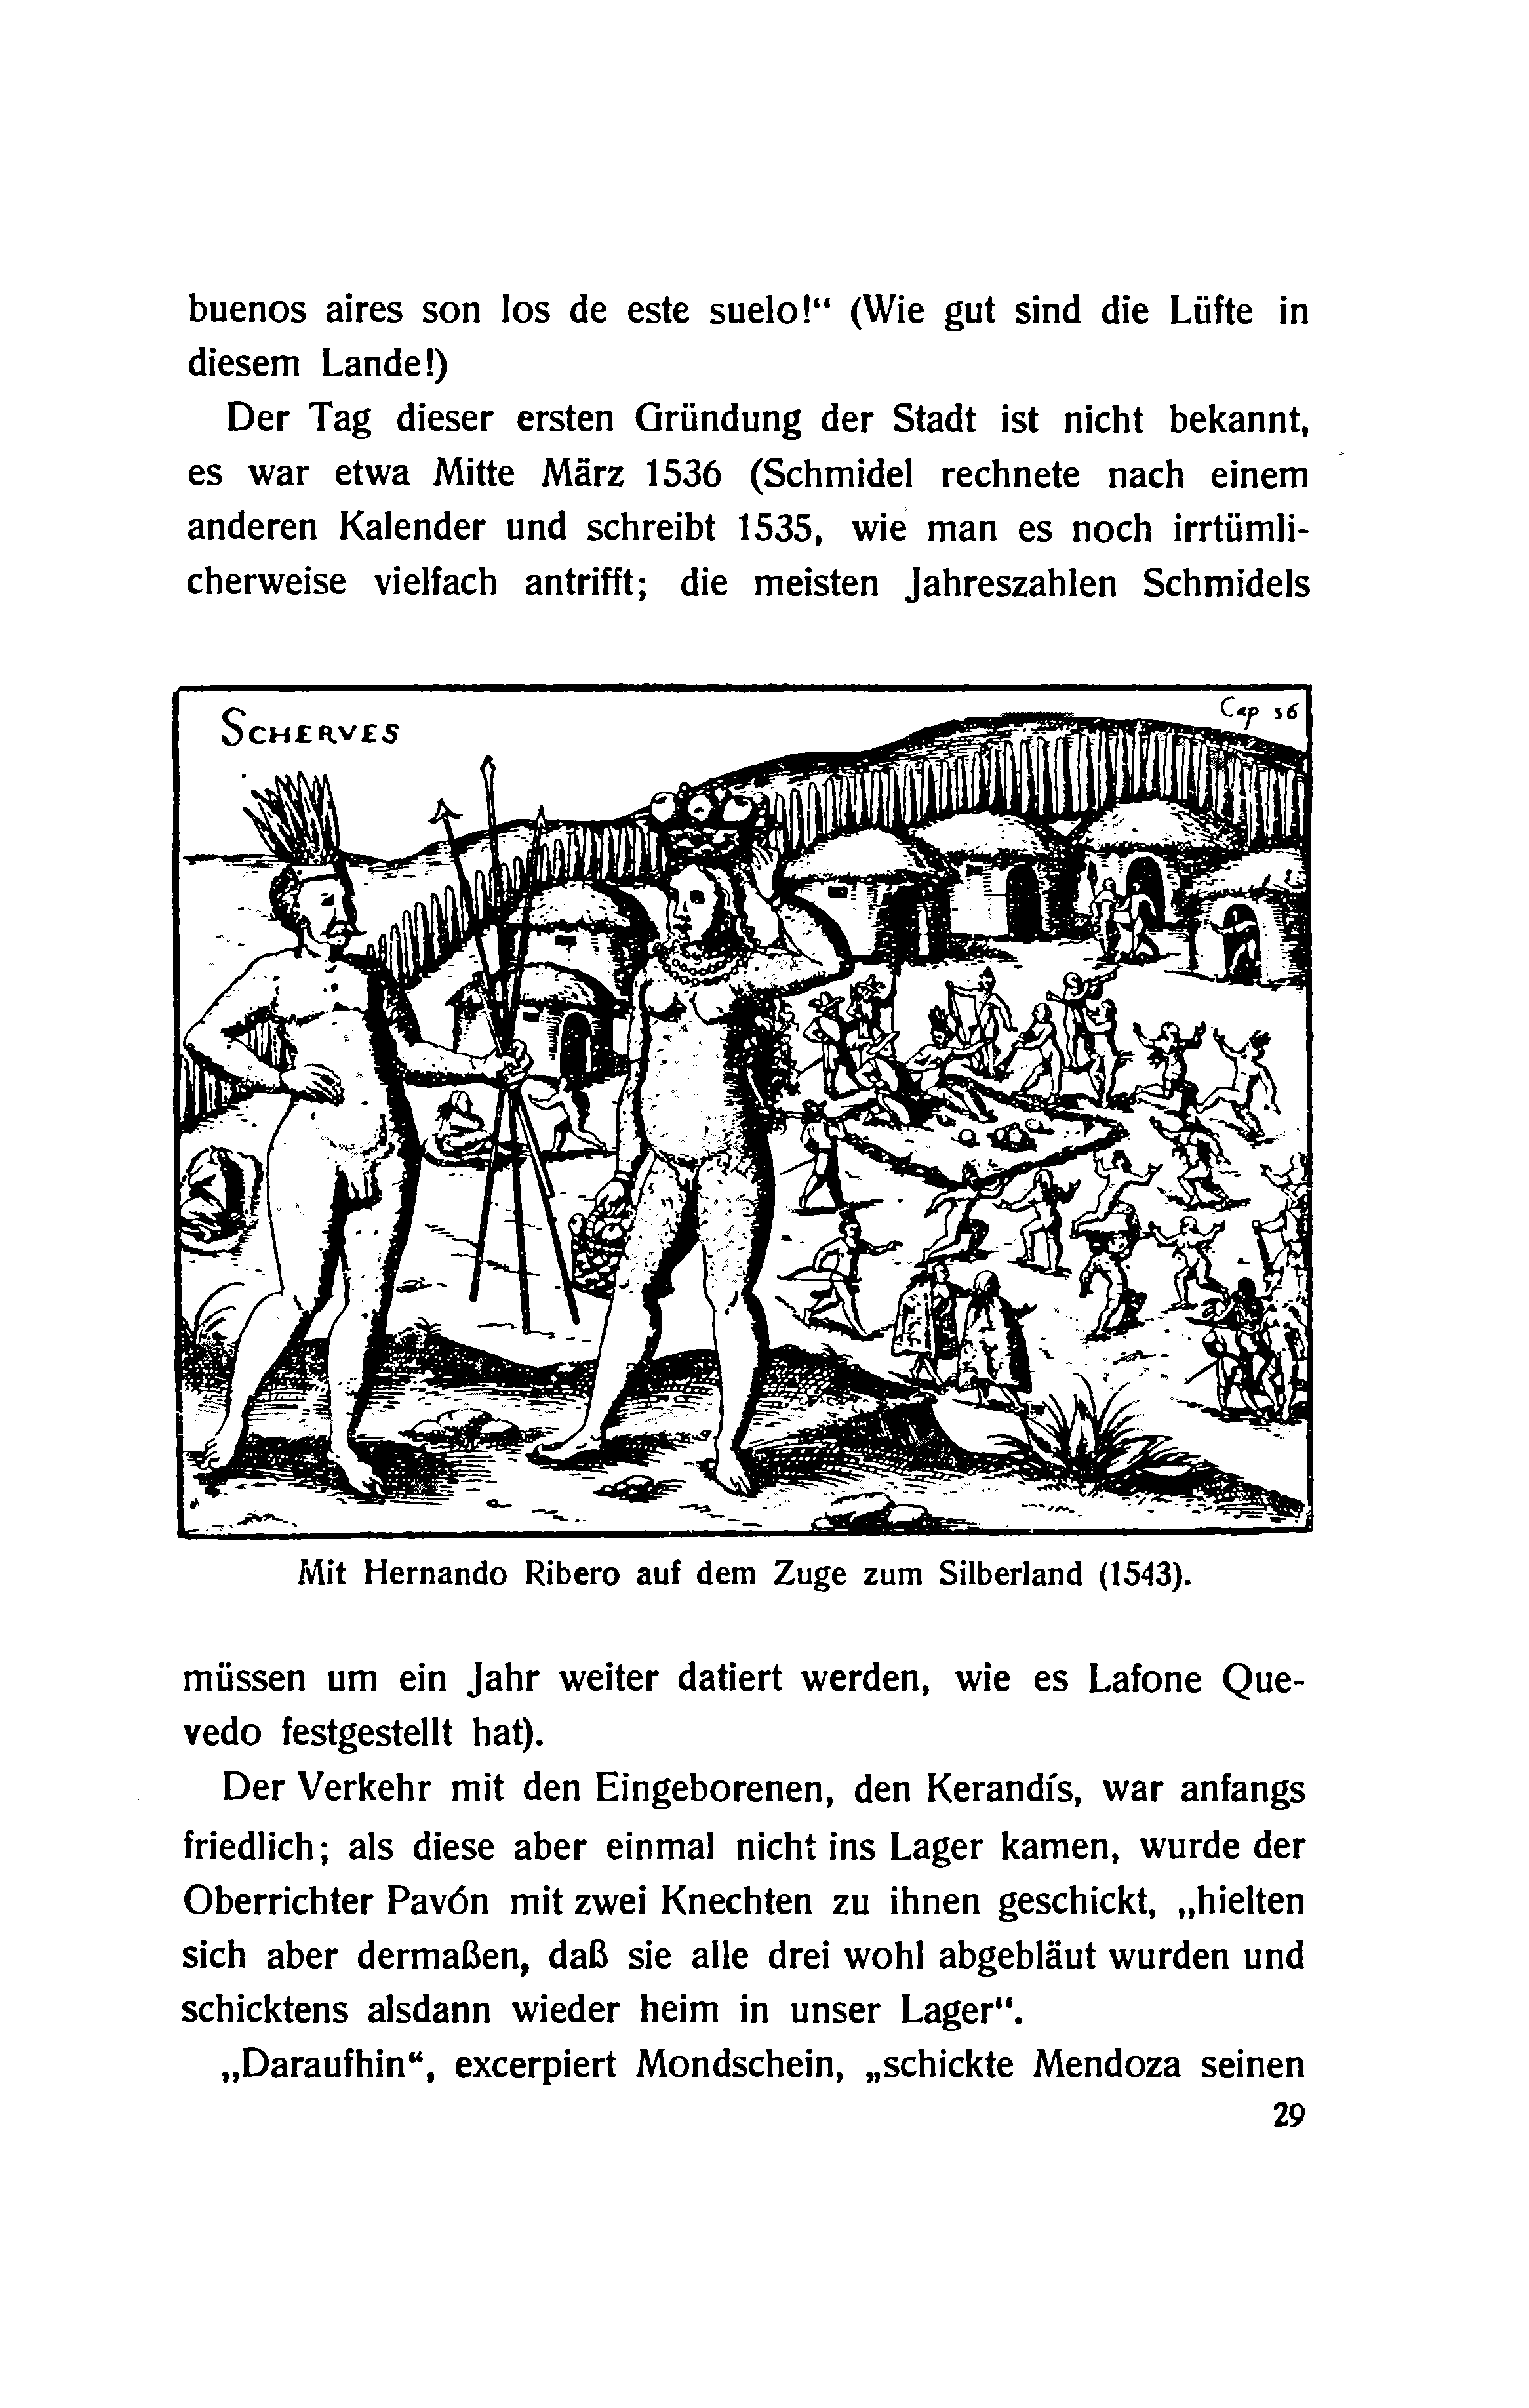 buenos aires son los de este suelo!“ (Wie gut sind die Lüfte in
diesem Lande!)
Der Tag dieser ersten Gründung der Stadt ist nicht bekannt,
es war etwa Mitte März 1536 (Schmidel rechnete nach einem
anderen Kalender und schreibt 1535, wie man es noch irrtümli-
cherweise vielfach antrifft; die meisten Jahreszahlen Schmidels
SCHERVES
Cap 36
Mit Hernando Ribero auf dem Zuge zum Silberland (1543).
müssen um ein Jahr weiter datiert werden, wie es Lafone Que-
vedo festgestellt hat).
Der Verkehr mit den Eingeborenen, den Kerandís, war anfangs
friedlich; als diese aber einmal nicht ins Lager kamen, wurde der
Oberrichter Pavón mit zwei Knechten zu ihnen geschickt, „hielten
sich aber dermaßen, daß sie alle drei wohl abgebläut wurden und
schicktens alsdann wieder heim in unser Lager“.
„Daraufhin“, excerpiert Mondschein, „schickte Mendoza seinen
29